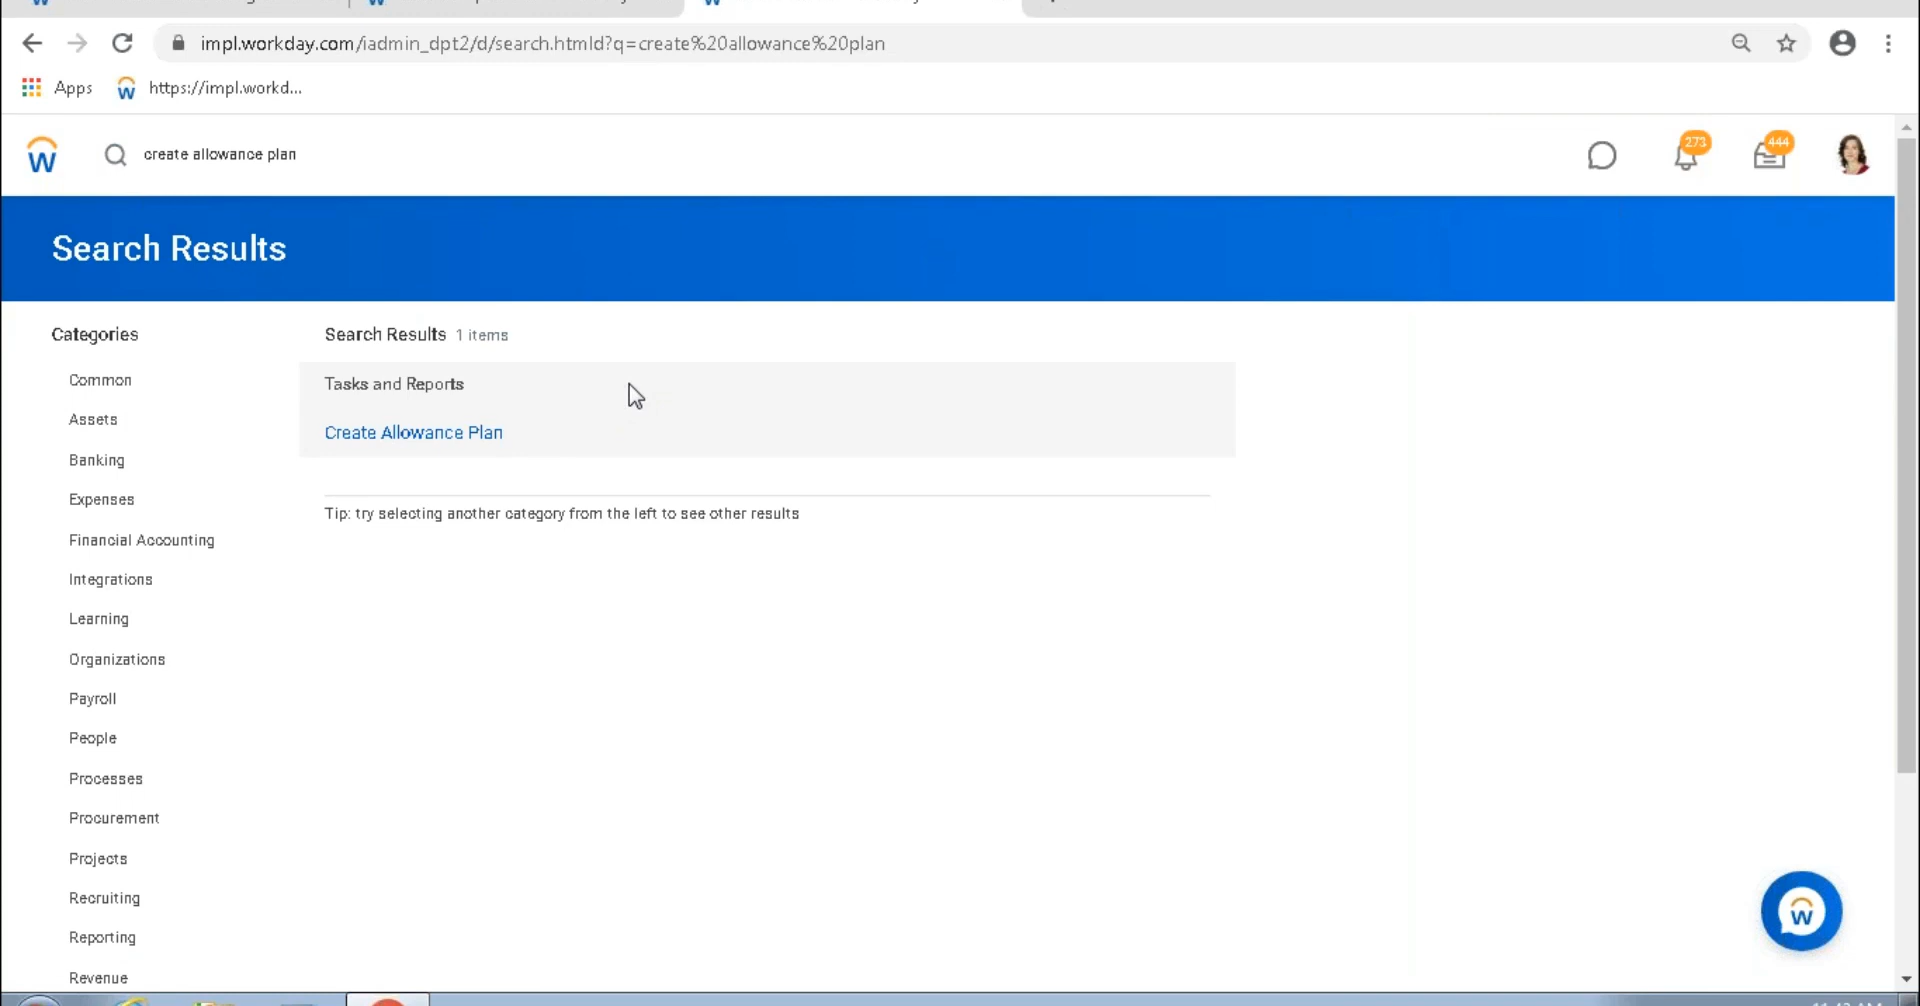 impl.workday.com/iadmin_dpt2/d/search.htmld?q=create%20allowance%20plan
Apps
https://impl.workd...
create allowance plan
273
444
Search Results
Categories
Search Results 1 items
Common
Tasks and Reports
Assets
Create Allowance Plan
Banking
Expenses
Tip: try selecting another category from the left to see other results
Financial Accounting
Integrations
Learning
Organizations
Payroll
People
Processes
Procurement
Projects
Recruiting
Reporting
Revenue